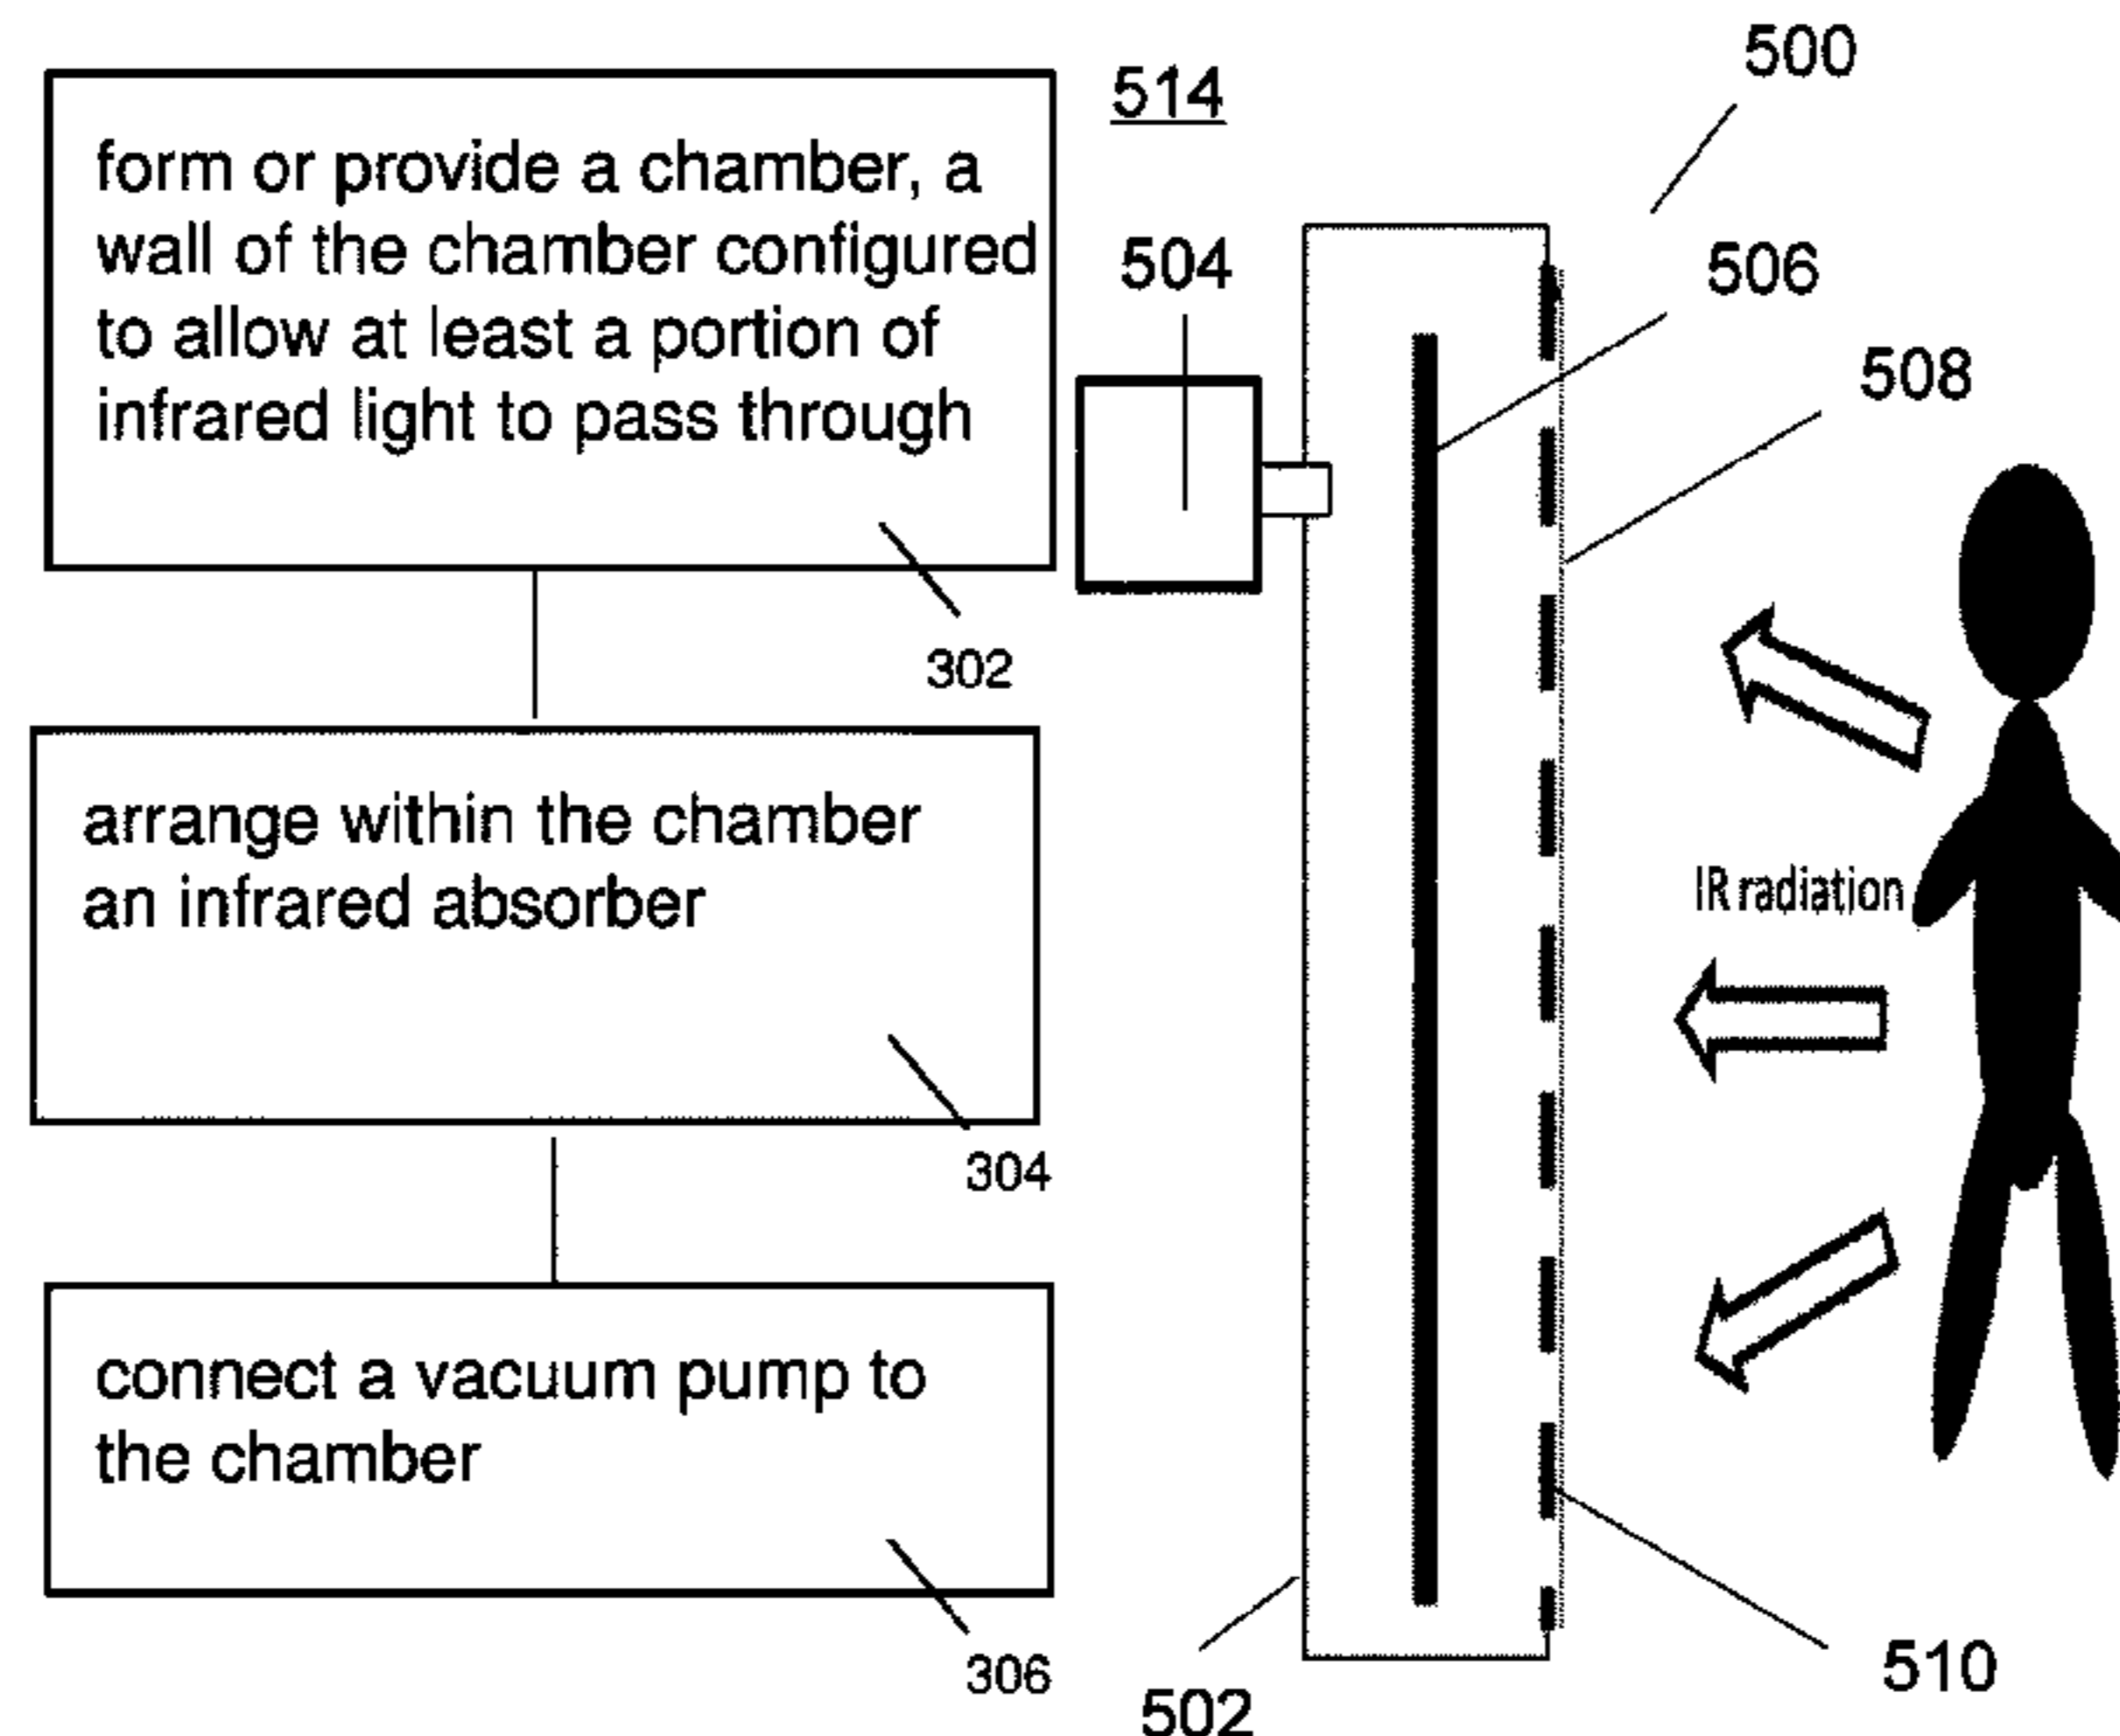 form or provide a chamber, a
wall of the chamber configured
to allow at least a portion of
infrared light to pass through
302
arrange within the chamber
an infrared absorber
304
connect a vacuum pump to
the chamber
306
514
500
504
506
508
IR radiation
510
502